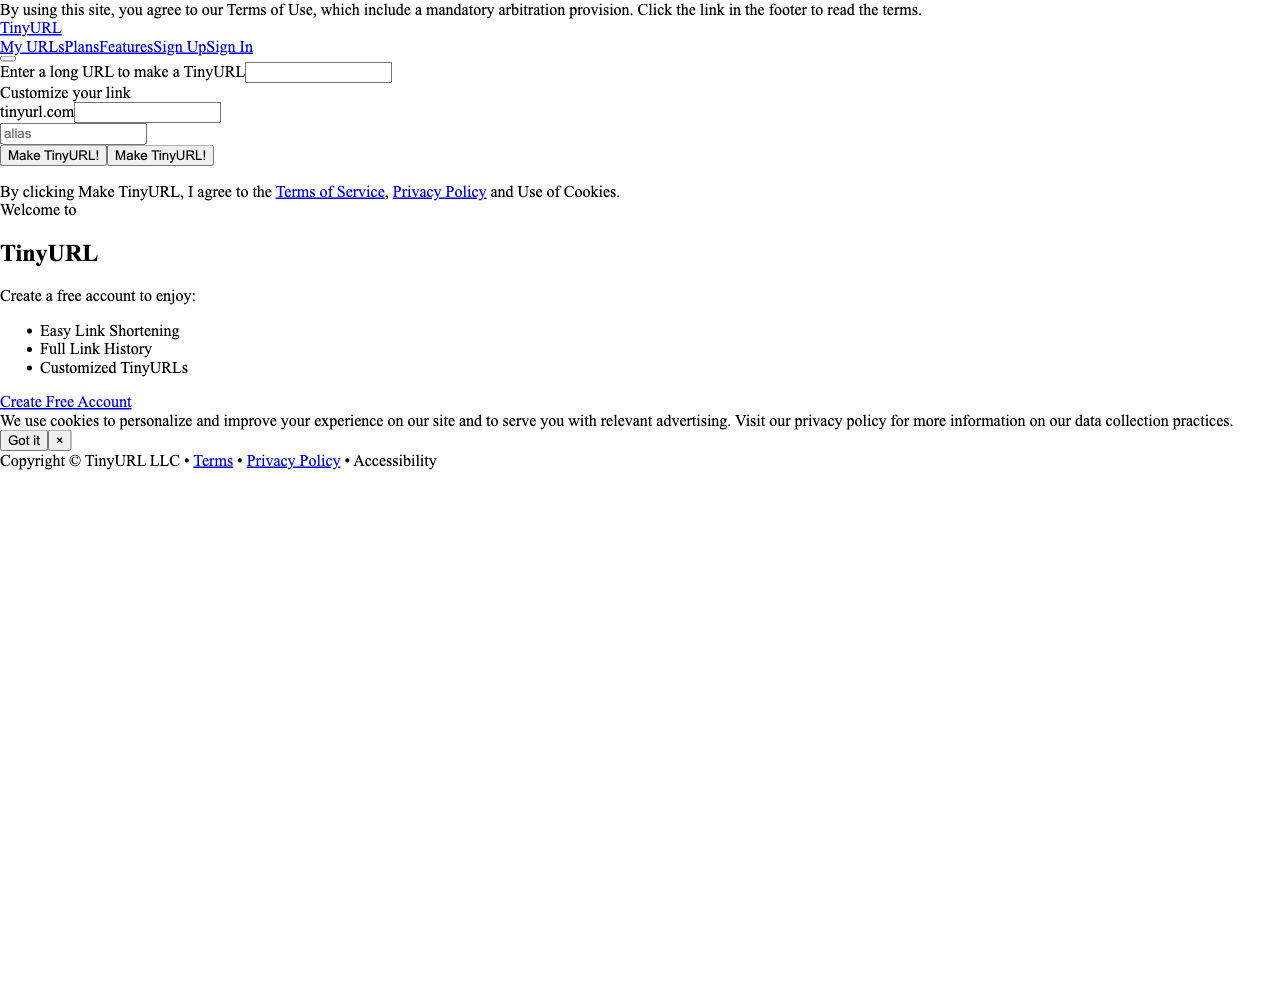 By using this site, you agree to our Terms of Use, which include a mandatory arbitration provision. Click the link in the footer to read the terms.
TinyURL
My URLsPlansFeaturesSign UpSign In
Enter a long URL to make a TinyURL
Customize your link
tinyurl.com
alias
Make TinyURL! Make TinyURL!
By clicking Make TinyURL, I agree to the Terms of Service, Privacy Policy and Use of Cookies.
Welcome to
TinyURL
Create a free account to enjoy:
• Easy Link Shortening
• Full Link History
• Customized TinyURLs
Create Free Account
We use cookies to personalize and improve your experience on our site and to serve you with relevant advertising. Visit our privacy policy for more information on our data collection practices.
Got it ×
Copyright © TinyURL LLC • Terms • Privacy Policy • Accessibility